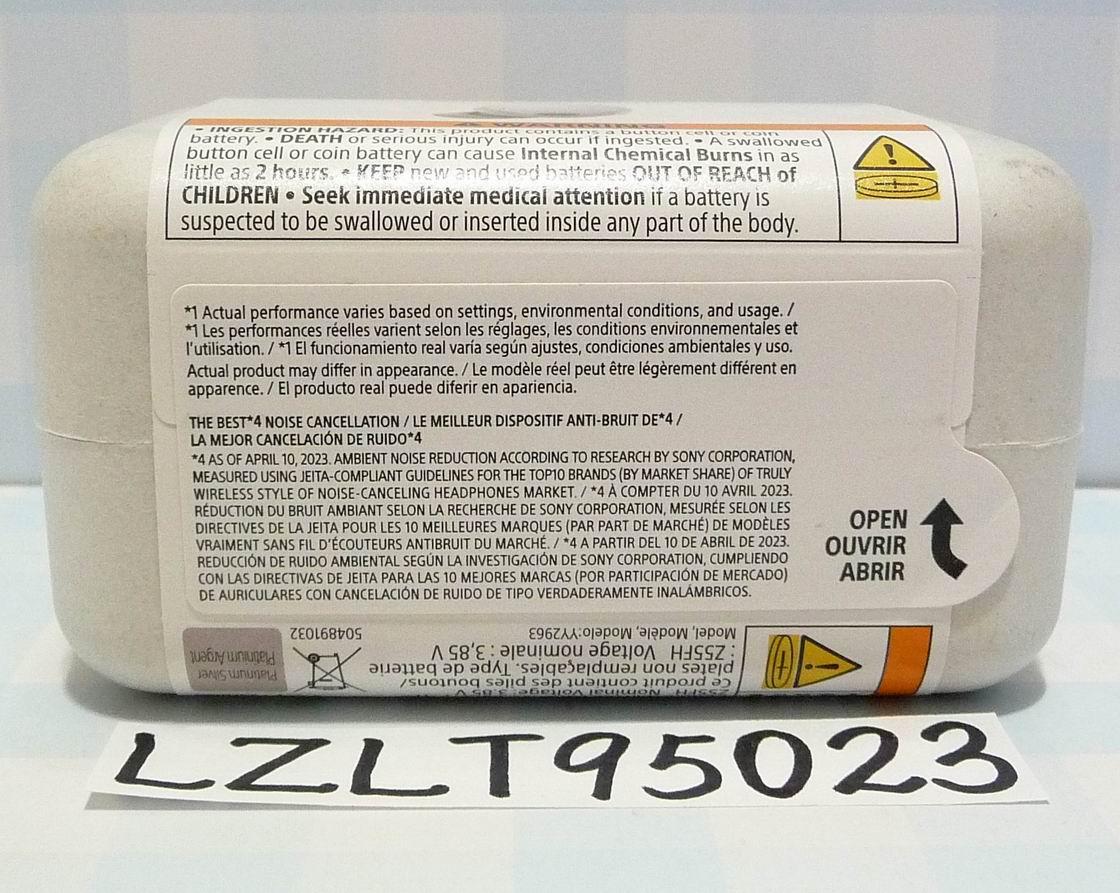 WARNING
• INGESTION HAZARD: This product contains a button cell or coin
battery. • DEATH or serious injury can occur if ingested. • A swallowed
button cell or coin battery can cause Internal Chemical Burns in as
little as 2 hours. • KEEP new and used batteries OUT OF REACH of
CHILDREN • Seek immediate medical attention if a battery is
suspected to be swallowed or inserted inside any part of the body.
*1 Actual performance varies based on settings, environmental conditions, and usage. /
*1 Les performances réelles varient selon les réglages, les conditions environnementales et
l'utilisation. / *1 El funcionamiento real varía según ajustes, condiciones ambientales y uso.
Actual product may differ in appearance. / Le modèle réel peut être légèrement différent en
apparence. / El producto real puede diferir en apariencia.
THE BEST*4 NOISE CANCELLATION / LE MEILLEUR DISPOSITIF ANTI-BRUIT DE*4 /
LA MEJOR CANCELACIÓN DE RUIDO*4
*4 AS OF APRIL 10, 2023. AMBIENT NOISE REDUCTION ACCORDING TO RESEARCH BY SONY CORPORATION,
MEASURED USING JEITA-COMPLIANT GUIDELINES FOR THE TOP10 BRANDS (BY MARKET SHARE) OF TRULY
WIRELESS STYLE OF NOISE-CANCELING HEADPHONES MARKET. / *4 À COMPTER DU 10 AVRIL 2023.
RÉDUCTION DU BRUIT AMBIANT SELON LA RECHERCHE DE SONY CORPORATION, MESURÉE SELON LES
DIRECTIVES DE LA JEITA POUR LES 10 MEILLEURES MARQUES (PAR PART DE MARCHÉ) DE MODÈLES
VRAIMENT SANS FIL D'ÉCOUTEURS ANTIBRUIT DU MARCHÉ. / *4 A PARTIR DEL 10 DE ABRIL DE 2023.
REDUCCIÓN DE RUIDO AMBIENTAL SEGÚN LA INVESTIGACIÓN DE SONY CORPORATION, CUMPLIENDO
CON LAS DIRECTIVAS DE JEITA PARA LAS 10 MEJORES MARCAS (POR PARTICIPACIÓN DE MERCADO)
DE AURICULARES CON CANCELACIÓN DE RUIDO DE TIPO VERDADERAMENTE INALÁMBRICOS.
OPEN
OUVRIR
ABRIR
Z55FH Nominal Voltage: 3.85 V
Ce produit contient des piles boutons/
plates non remplaçables. Type de batterie
: Z55FH Voltage nominale : 3,85 V
Model, Modèle, Modelo:YY2963
504891032
Platinum Silver
Platinium Argent
LZLT95023